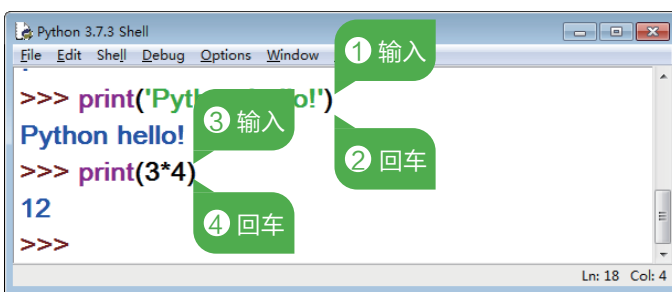 Python 3.7.3 Shell
File Edit Shell Debug Options Window
① 输入
>>> print('Pyt o!')
③ 输入
Python hello!
② 回车
>>> print(3*4)
12
④ 回车
>>>
Ln: 18 Col: 4